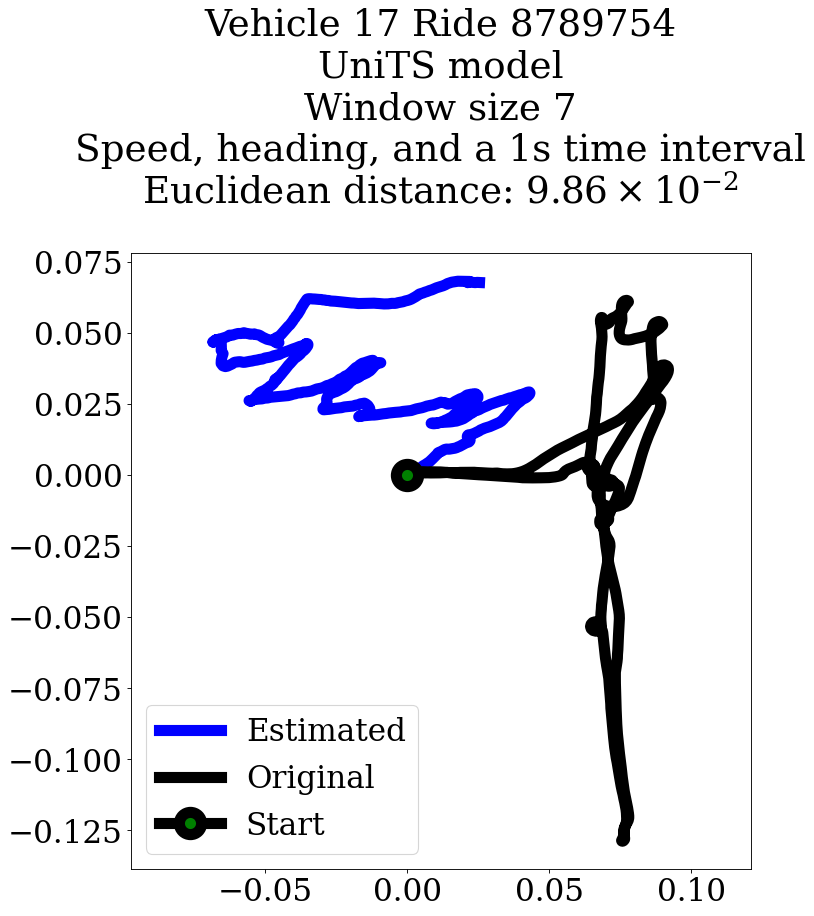 Vehicle 17 Ride 8789754
UniTS model
Window size 7
Speed, heading, and a 1s time interval
Euclidean distance: 9.86 × 10⁻²
0.075
0.050
0.025
0.000
−0.025
−0.050
−0.075
−0.100
−0.125
Estimated
Original
Start
−0.05
0.00
0.05
0.10